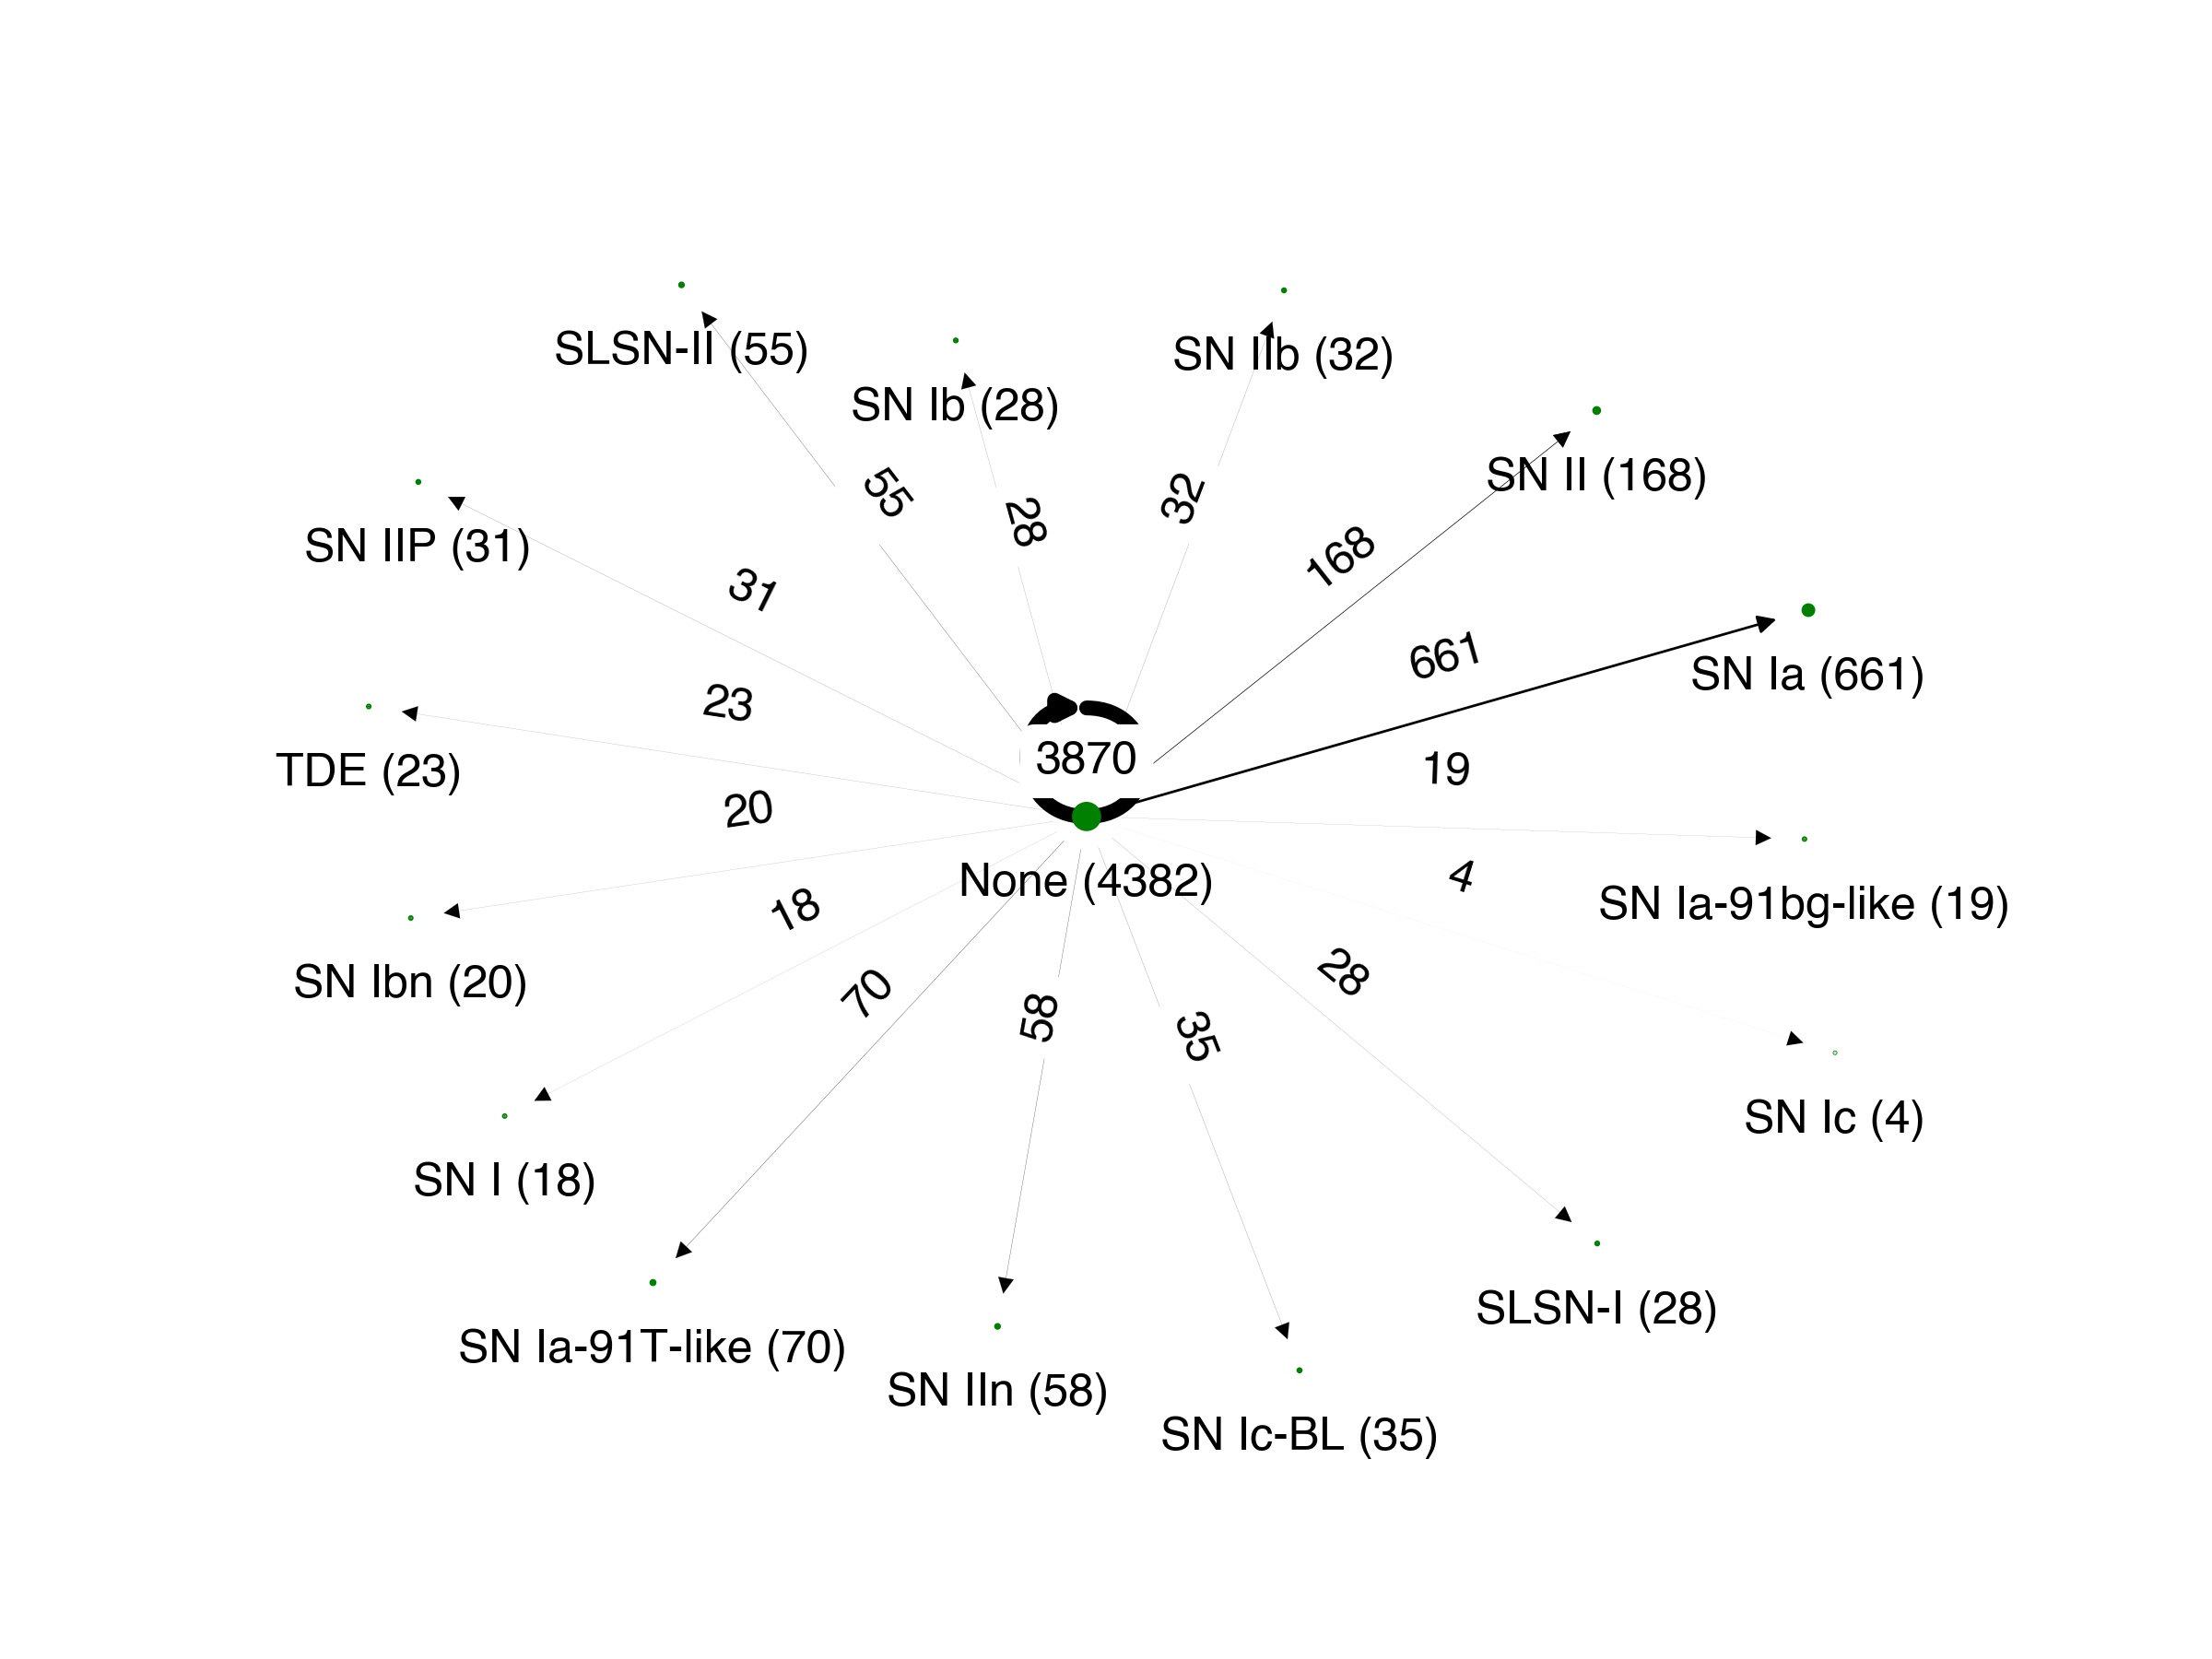 SLSN-II (55)
SN IIb (32)
SN Ib (28)
SN II (168)
55
28
32
SN IIP (31)
168
31
661
SN Ia (661)
23
3870
TDE (23)
19
20
None (4382)
4
SN Ia-91bg-like (19)
18
SN Ibn (20)
70
28
58
35
SN Ic (4)
SN I (18)
SLSN-I (28)
SN Ia-91T-like (70)
SN IIn (58)
SN Ic-BL (35)